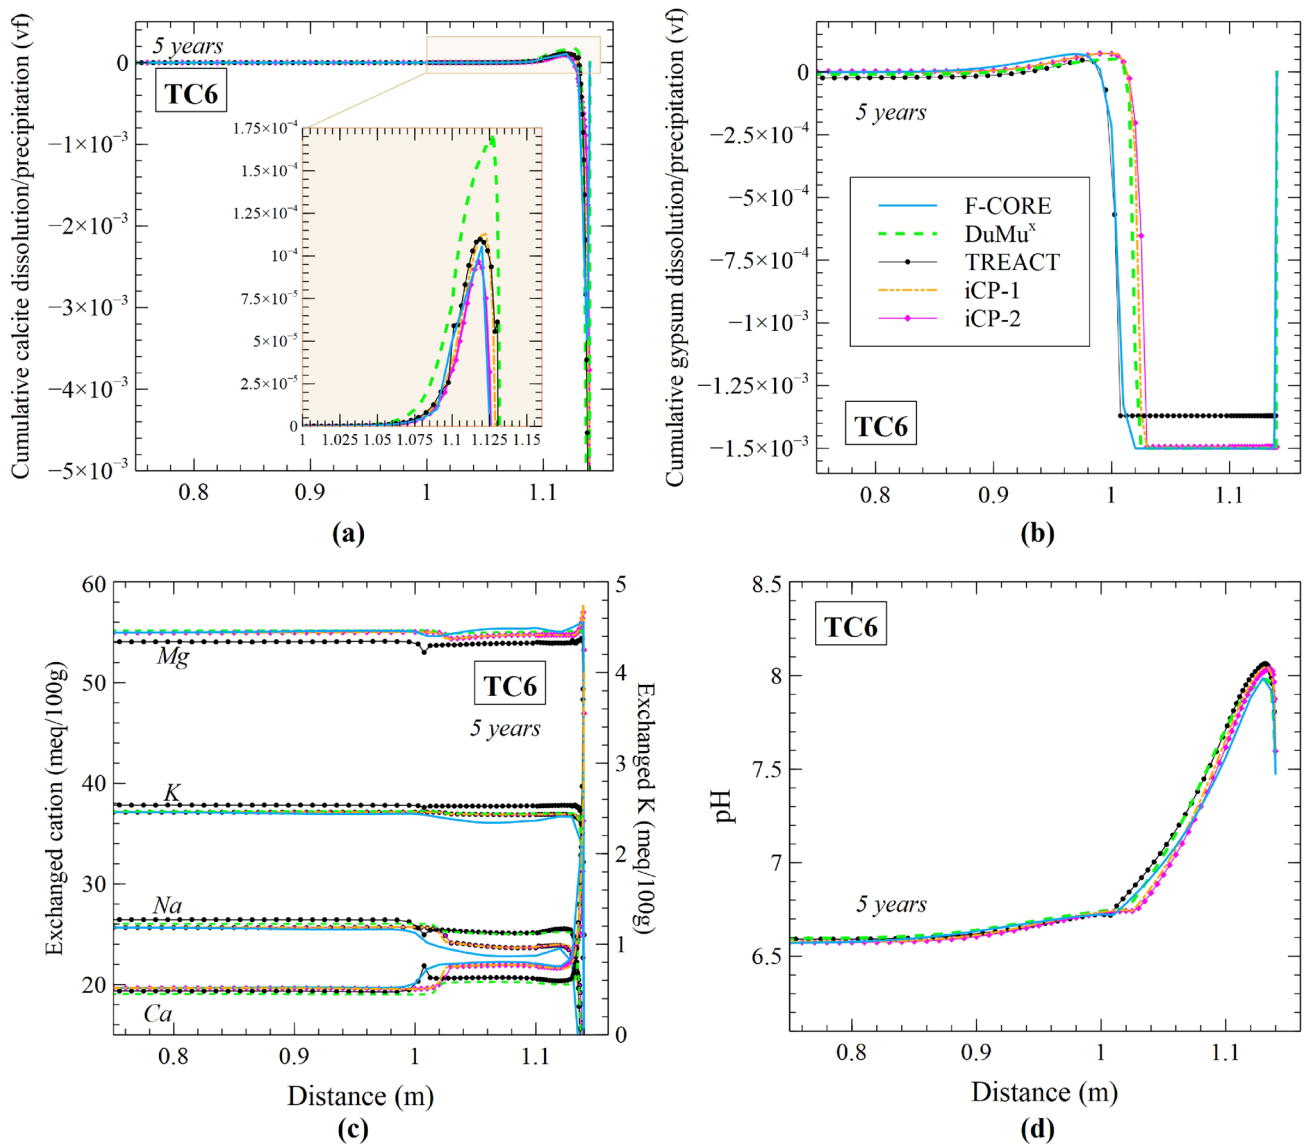 Cumulative calcite dissolution/precipitation (vf)
5 years
TC6
0
−1×10⁻³
−2×10⁻³
−3×10⁻³
−4×10⁻³
−5×10⁻³
1.75×10⁻⁴
1.5×10⁻⁴
1.25×10⁻⁴
1×10⁻⁴
7.5×10⁻⁵
5×10⁻⁵
2.5×10⁻⁵
0
1 1.025 1.05 1.075 1.1 1.125 1.15
0.8 0.9 1 1.1
(a)
Cumulative gypsum dissolution/precipitation (vf)
0
−2.5×10⁻⁴
−5×10⁻⁴
−7.5×10⁻⁴
−1×10⁻³
−1.25×10⁻³
−1.5×10⁻³
5 years
F-CORE
DuMuˣ
TREACT
iCP-1
iCP-2
TC6
0.8 0.9 1 1.1
(b)
Exchanged cation (meq/100g)
60
50
40
30
20
Mg
K
Na
Ca
TC6
5 years
5
4
3
2
1
0
Exchanged K (meq/100g)
0.8 0.9 1 1.1
Distance (m)
(c)
pH
8.5
8
7.5
7
6.5
TC6
5 years
0.8 0.9 1 1.1
Distance (m)
(d)